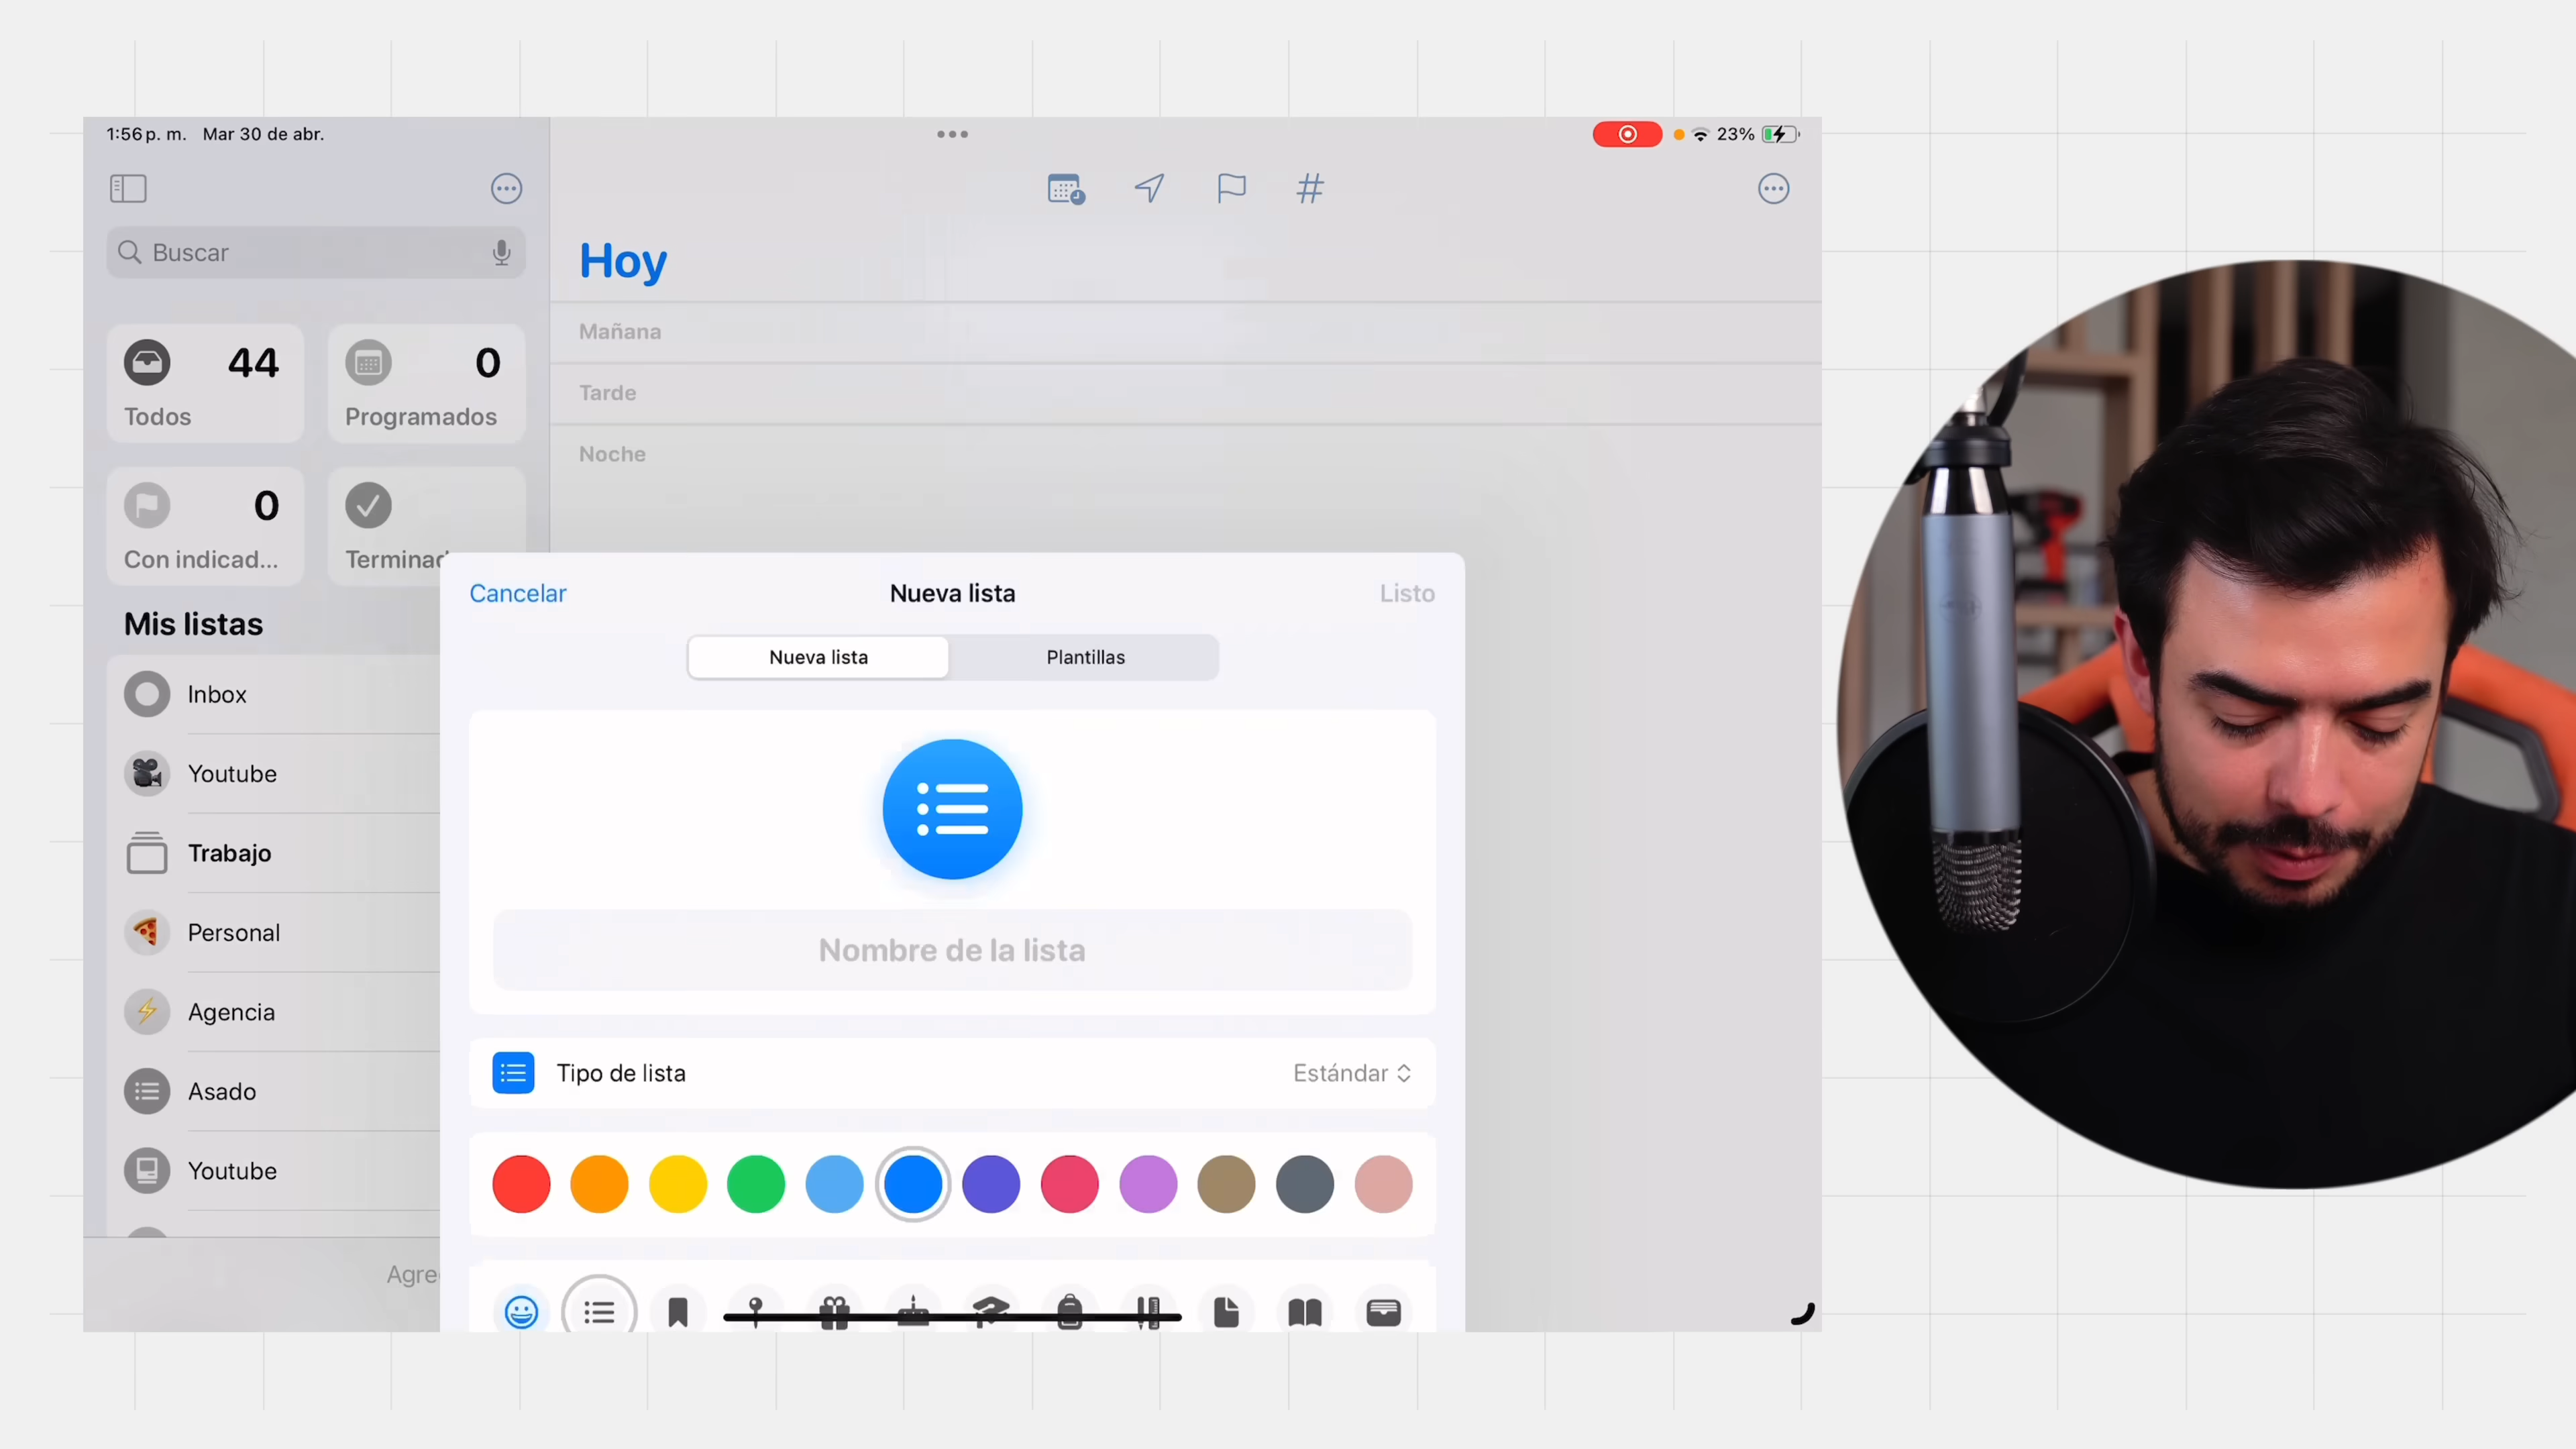 1:56 p. m. Mar 30 de abr.
23%
Buscar
Hoy
Mañana
Tarde
Noche
44
Todos
0
Programados
0
Con indicad...
Terminad
Mis listas
Inbox
Youtube
Trabajo
Personal
Agencia
Asado
Youtube
Agre
Cancelar
Nueva lista
Listo
Nueva lista
Plantillas
Nombre de la lista
Tipo de lista
Estándar